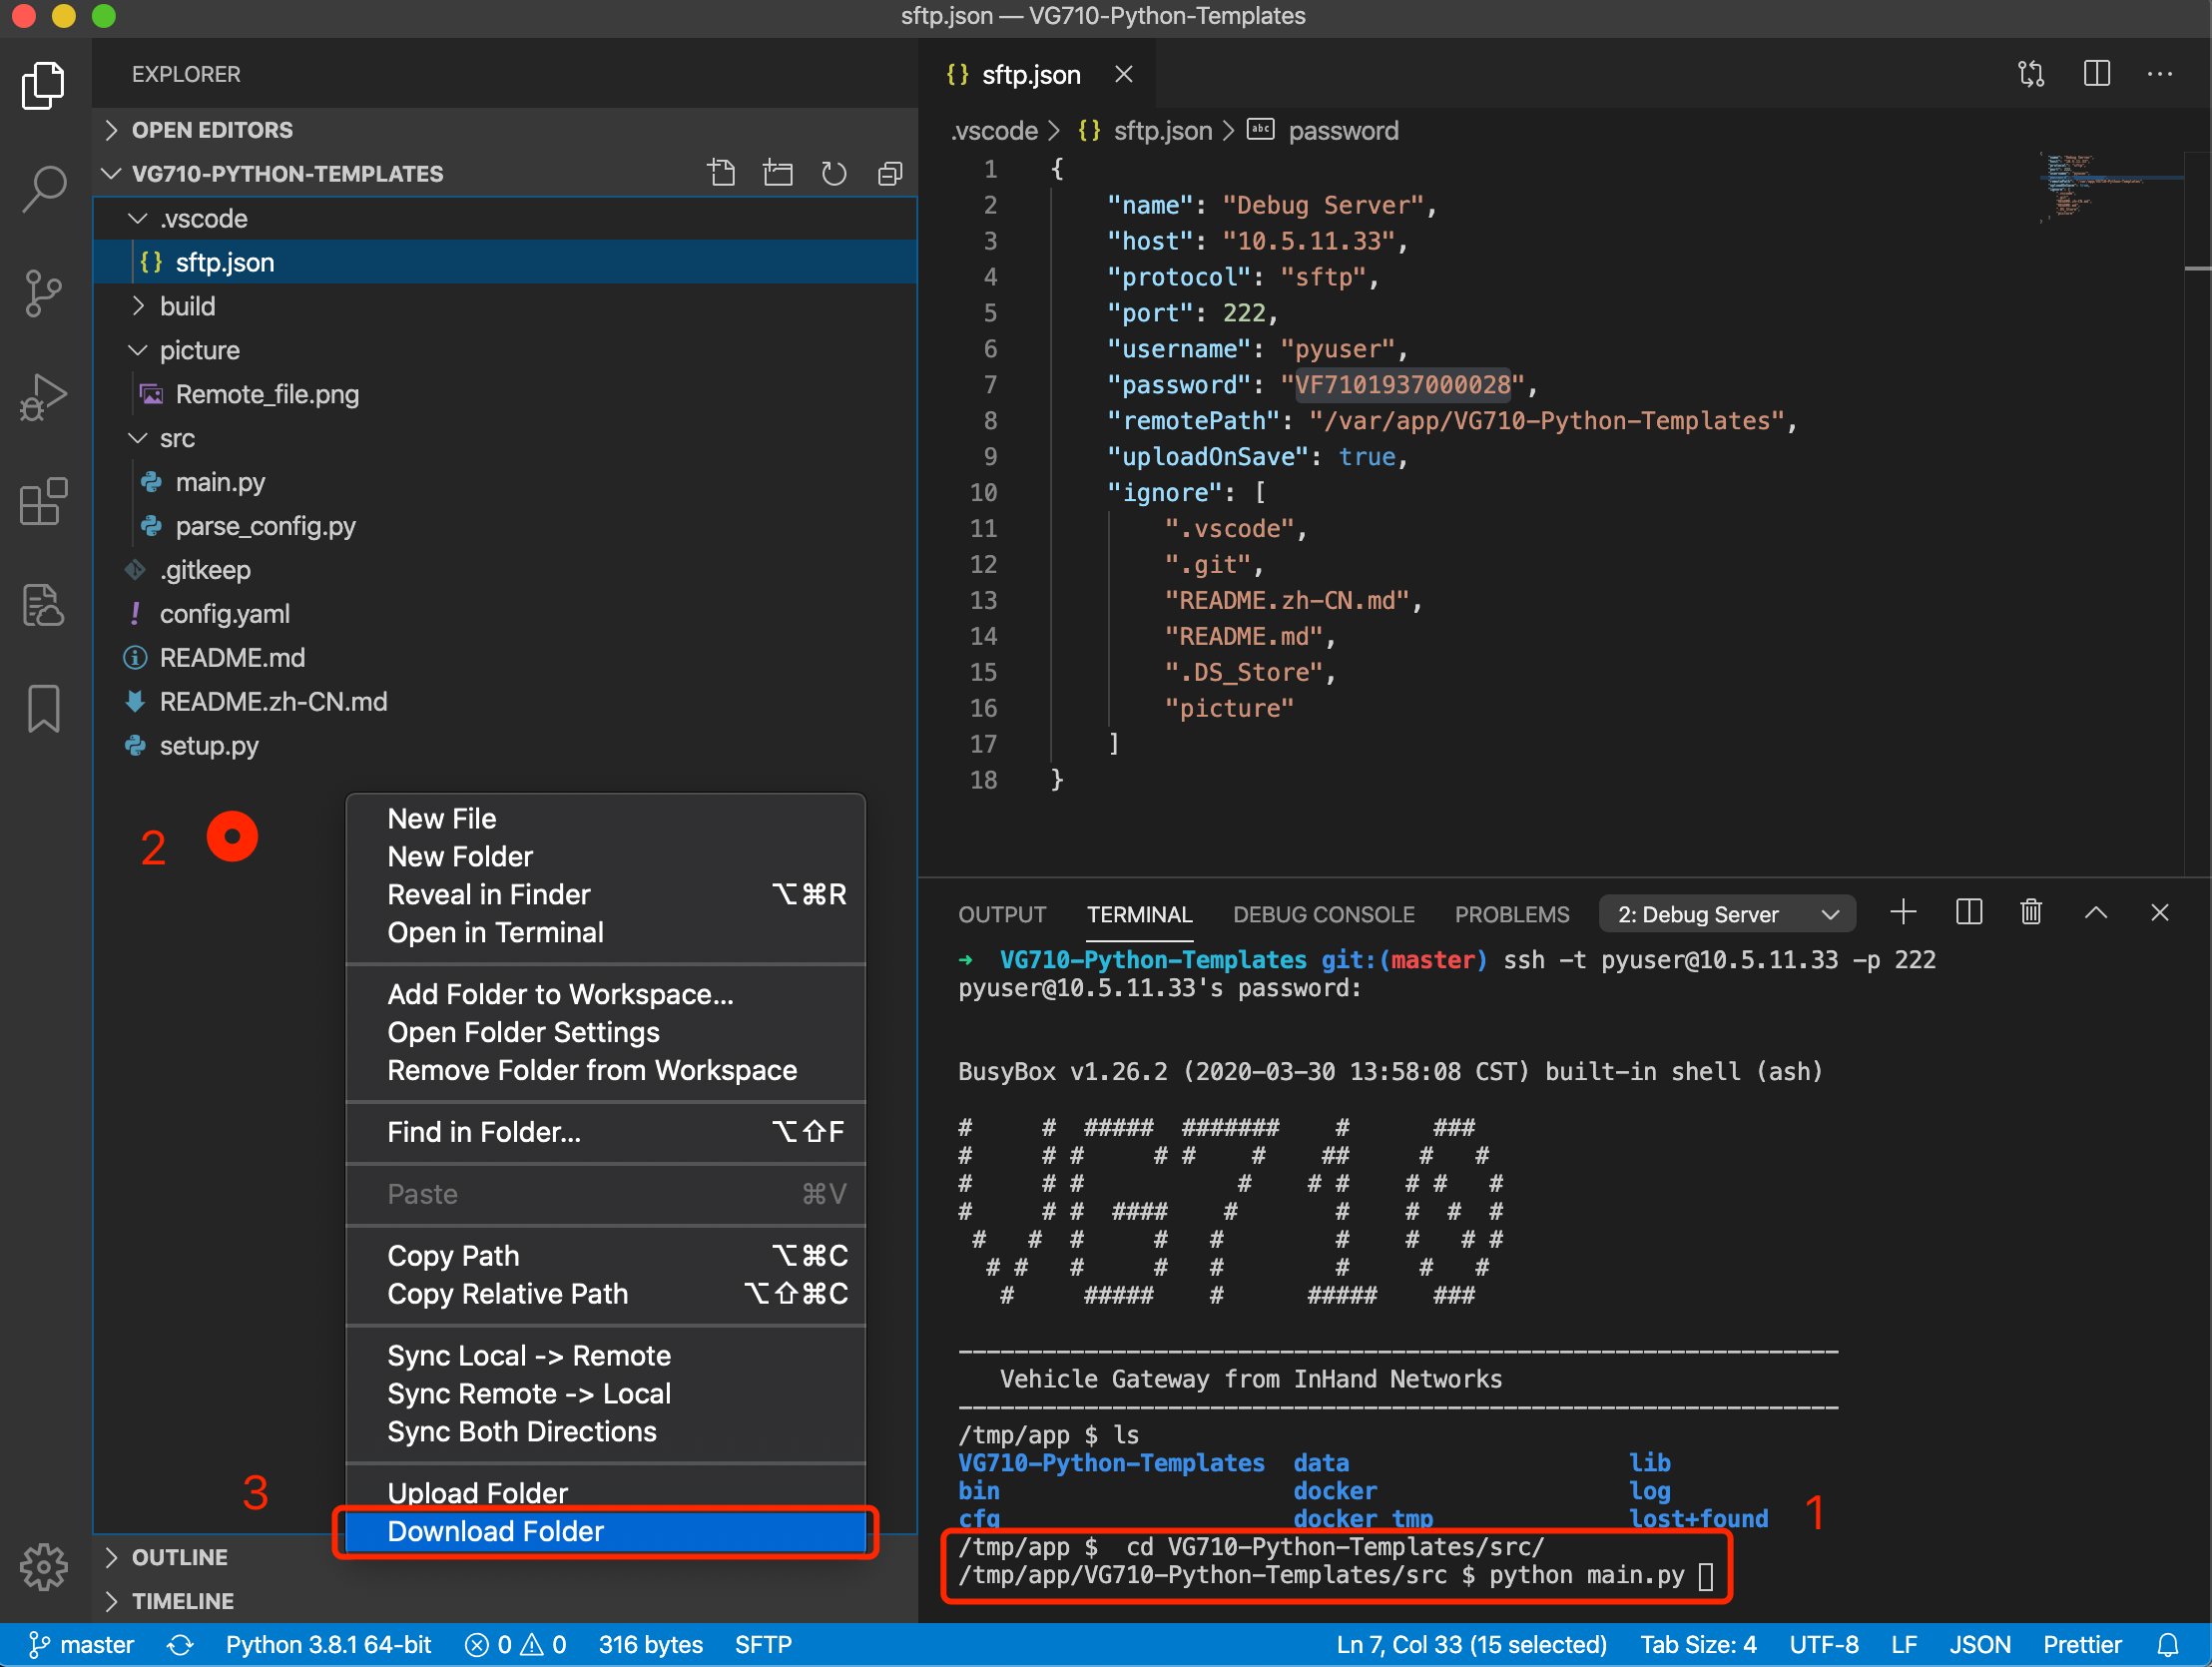 sftp.json — VG710-Python-Templates
EXPLORER
OPEN EDITORS
VG710-PYTHON-TEMPLATES
.vscode
{} sftp.json
build
picture
Remote_file.png
src
main.py
parse_config.py
.gitkeep
! config.yaml
README.md
README.zh-CN.md
setup.py
2
New File
New Folder
Reveal in Finder ⌥⌘R
Open in Terminal
Add Folder to Workspace...
Open Folder Settings
Remove Folder from Workspace
Find in Folder... ⌥⇧F
Paste ⌘V
Copy Path ⌥⌘C
Copy Relative Path ⌥⇧⌘C
Sync Local -> Remote
Sync Remote -> Local
Sync Both Directions
Upload Folder
3
Download Folder
OUTLINE
TIMELINE
{} sftp.json
.vscode > {} sftp.json > abc password
1 {
2 "name": "Debug Server",
3 "host": "10.5.11.33",
4 "protocol": "sftp",
5 "port": 222,
6 "username": "pyuser",
7 "password": "VF7101937000028",
8 "remotePath": "/var/app/VG710-Python-Templates",
9 "uploadOnSave": true,
10 "ignore": [
11 ".vscode",
12 ".git",
13 "README.zh-CN.md",
14 "README.md",
15 ".DS_Store",
16 "picture"
17 ]
18 }
OUTPUT TERMINAL DEBUG CONSOLE PROBLEMS 2: Debug Server
→ VG710-Python-Templates git:(master) ssh -t pyuser@10.5.11.33 -p 222
pyuser@10.5.11.33's password:
BusyBox v1.26.2 (2020-03-30 13:58:08 CST) built-in shell (ash)
#     #  #####  #######    #      ###
#     # #     # #    #    ##     #   #
#     # #           #    # #    # #   #
#     # #  ####    #       #    #  #  #
 #   #  #     #   #        #    #   # #
  # #   #     #   #        #     #   #
   #     #####    #      #####    ###
---------------------------------------------------------------
Vehicle Gateway from InHand Networks
---------------------------------------------------------------
/tmp/app $ ls
VG710-Python-Templates data lib
bin docker log
cfg docker_tmp lost+found
1
/tmp/app $ cd VG710-Python-Templates/src/
/tmp/app/VG710-Python-Templates/src $ python main.py
master Python 3.8.1 64-bit 0 0 316 bytes SFTP Ln 7, Col 33 (15 selected) Tab Size: 4 UTF-8 LF JSON Prettier